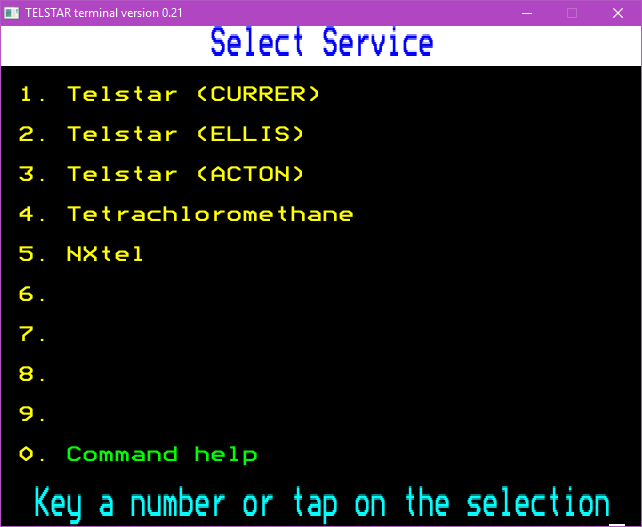 TELSTAR terminal version 0.21
Select Service
1. Telstar (CURRER)
2. Telstar (ELLIS)
3. Telstar (ACTON)
4. Tetrachloromethane
5. NXtel
6.
7.
8.
9.
0. Command help
Key a number or tap on the selection